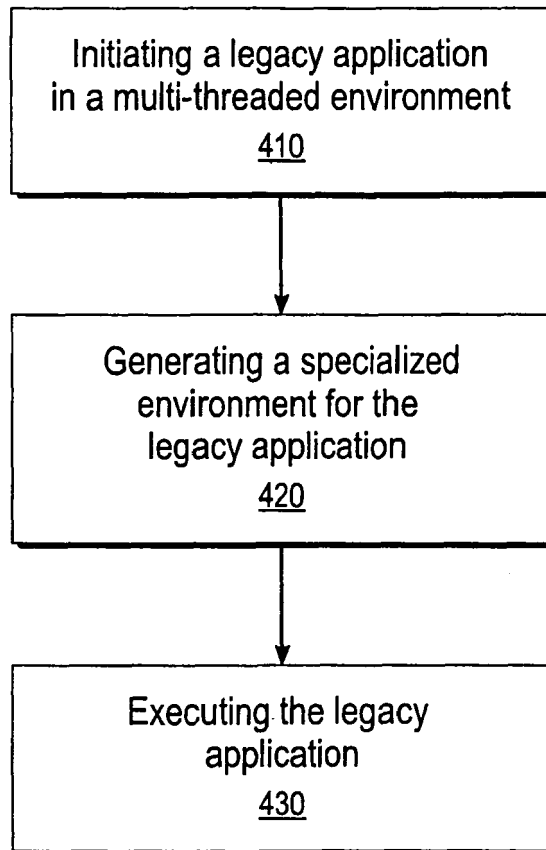 Initiating a legacy application
in a multi-threaded environment
410
Generating a specialized
environment for the
legacy application
420
Executing the legacy
application
430